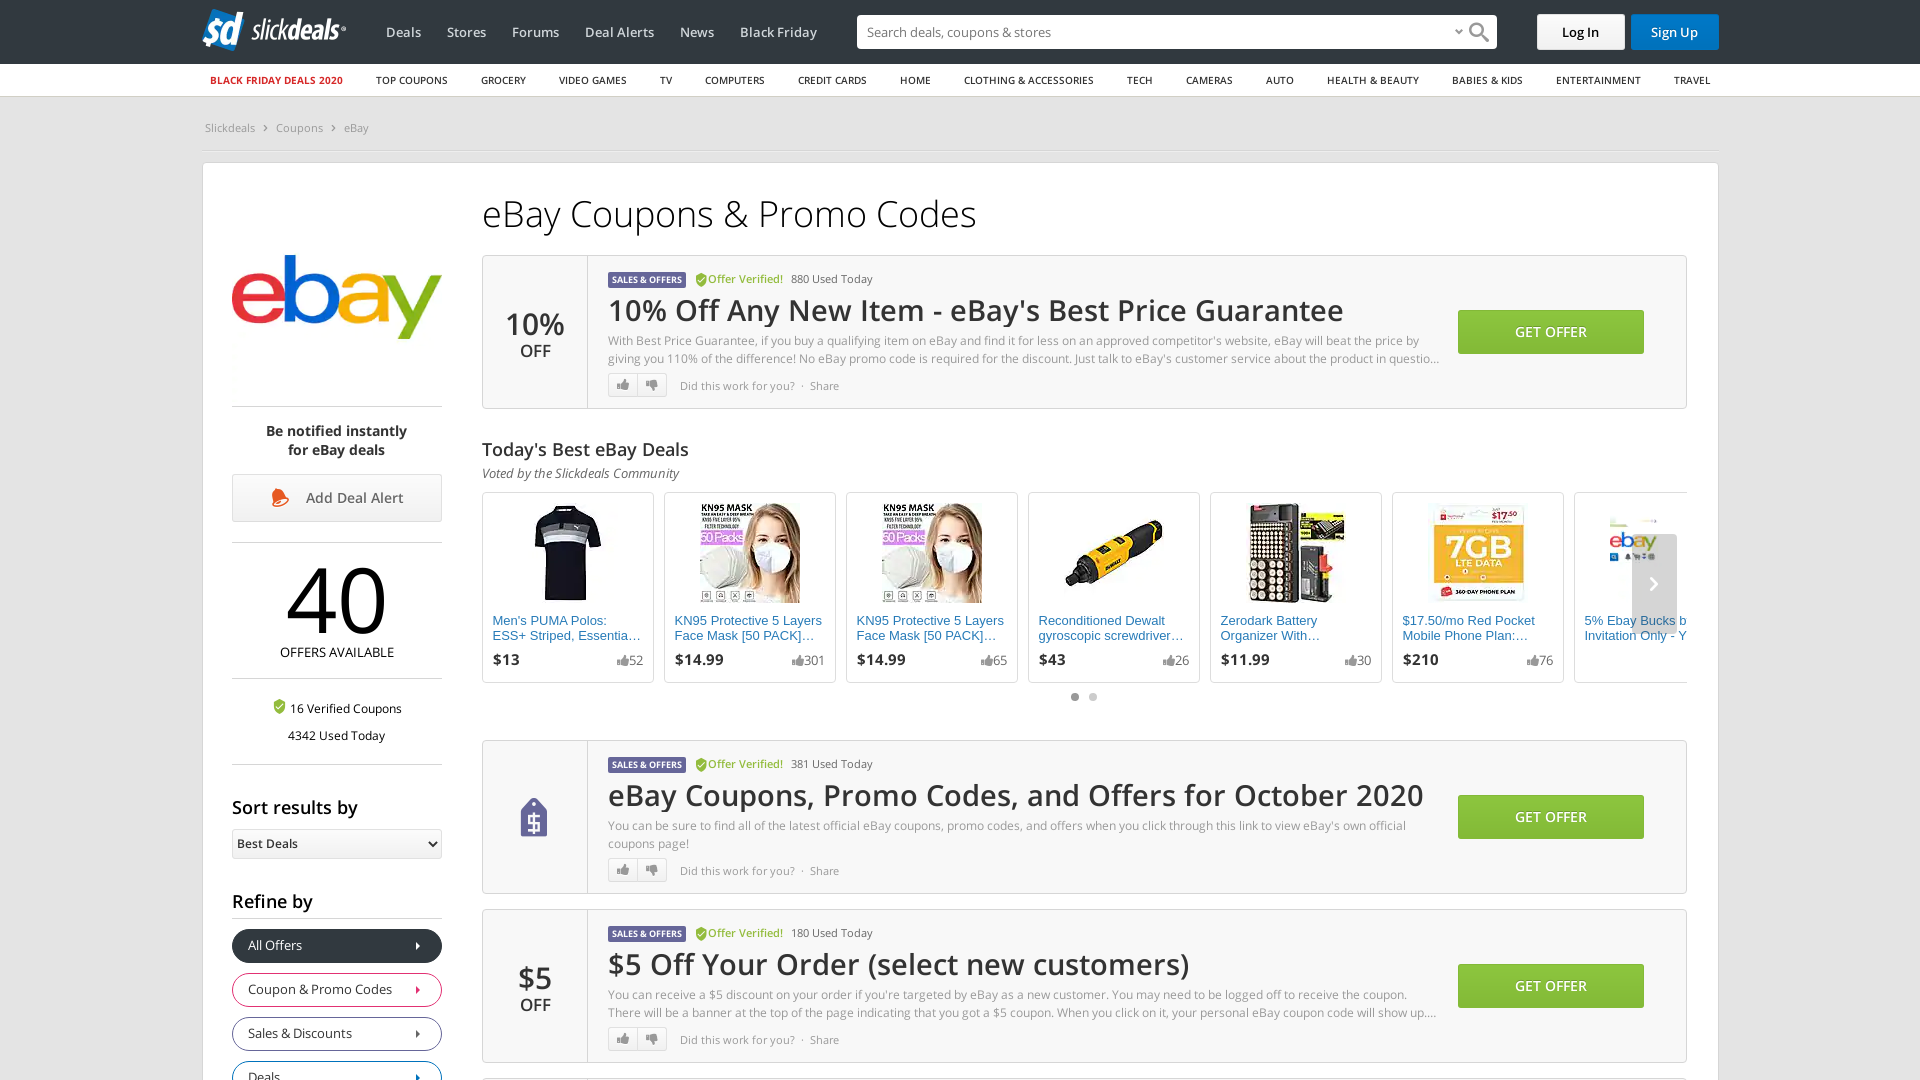 sd slickdeals
Deals
Stores
Forums
Deal Alerts
News
Black Friday
Search deals, coupons & stores
Log In
Sign Up
BLACK FRIDAY DEALS 2020
TOP COUPONS
GROCERY
VIDEO GAMES
TV
COMPUTERS
CREDIT CARDS
HOME
CLOTHING & ACCESSORIES
TECH
CAMERAS
AUTO
HEALTH & BEAUTY
BABIES & KIDS
ENTERTAINMENT
TRAVEL
Slickdeals > Coupons > eBay
ebay
Be notified instantly
for eBay deals
Add Deal Alert
40
OFFERS AVAILABLE
16 Verified Coupons
4342 Used Today
Sort results by
Best Deals
Refine by
All Offers
Coupon & Promo Codes
Sales & Discounts
Deals
eBay Coupons & Promo Codes
10%
OFF
SALES & OFFERS Offer Verified! 880 Used Today
10% Off Any New Item - eBay's Best Price Guarantee
With Best Price Guarantee, if you buy a qualifying item on eBay and find it for less on an approved competitor's website, eBay will beat the price by
giving you 110% of the difference! No eBay promo code is required for the discount. Just talk to eBay's customer service about the product in questio...
Did this work for you? · Share
GET OFFER
Today's Best eBay Deals
Voted by the Slickdeals Community
Men's PUMA Polos:
ESS+ Striped, Essentia...
$13
52
KN95 MASK
50 Packs
KN95 Protective 5 Layers
Face Mask [50 PACK]...
$14.99
301
KN95 MASK
50 Packs
KN95 Protective 5 Layers
Face Mask [50 PACK]...
$14.99
65
Reconditioned Dewalt
gyroscopic screwdriver...
$43
26
Zerodark Battery
Organizer With...
$11.99
30
$17.50
7GB
LTE DATA
360-DAY PHONE PLAN
$17.50/mo Red Pocket
Mobile Phone Plan:...
$210
76
ebay
5% Ebay Bucks b
Invitation Only - Y
SALES & OFFERS Offer Verified! 381 Used Today
eBay Coupons, Promo Codes, and Offers for October 2020
You can be sure to find all of the latest official eBay coupons, promo codes, and offers when you click through this link to view eBay's own official
coupons page!
Did this work for you? · Share
GET OFFER
$5
OFF
SALES & OFFERS Offer Verified! 180 Used Today
$5 Off Your Order (select new customers)
You can receive a $5 discount on your order if you're targeted by eBay as a new customer. You may need to be logged off to receive the coupon.
There will be a banner at the top of the page indicating that you got a $5 coupon. When you click on it, your personal eBay coupon code will show up....
Did this work for you? · Share
GET OFFER